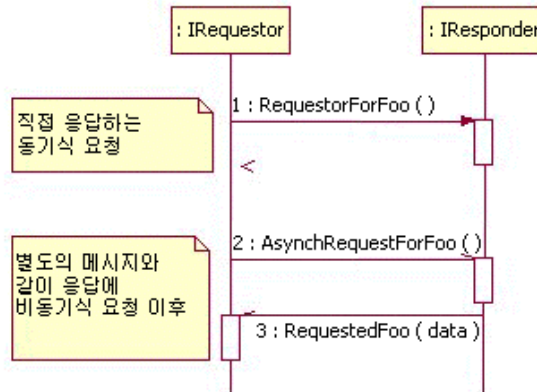 : IRequestor
: IResponder
1 : RequestorForFoo ( )
직접 응답하는
동기식 요청
2 : AsynchRequestForFoo ( )
별도의 메시지와
같이 응답에
비동기식 요청 이후
3 : RequestedFoo ( data )